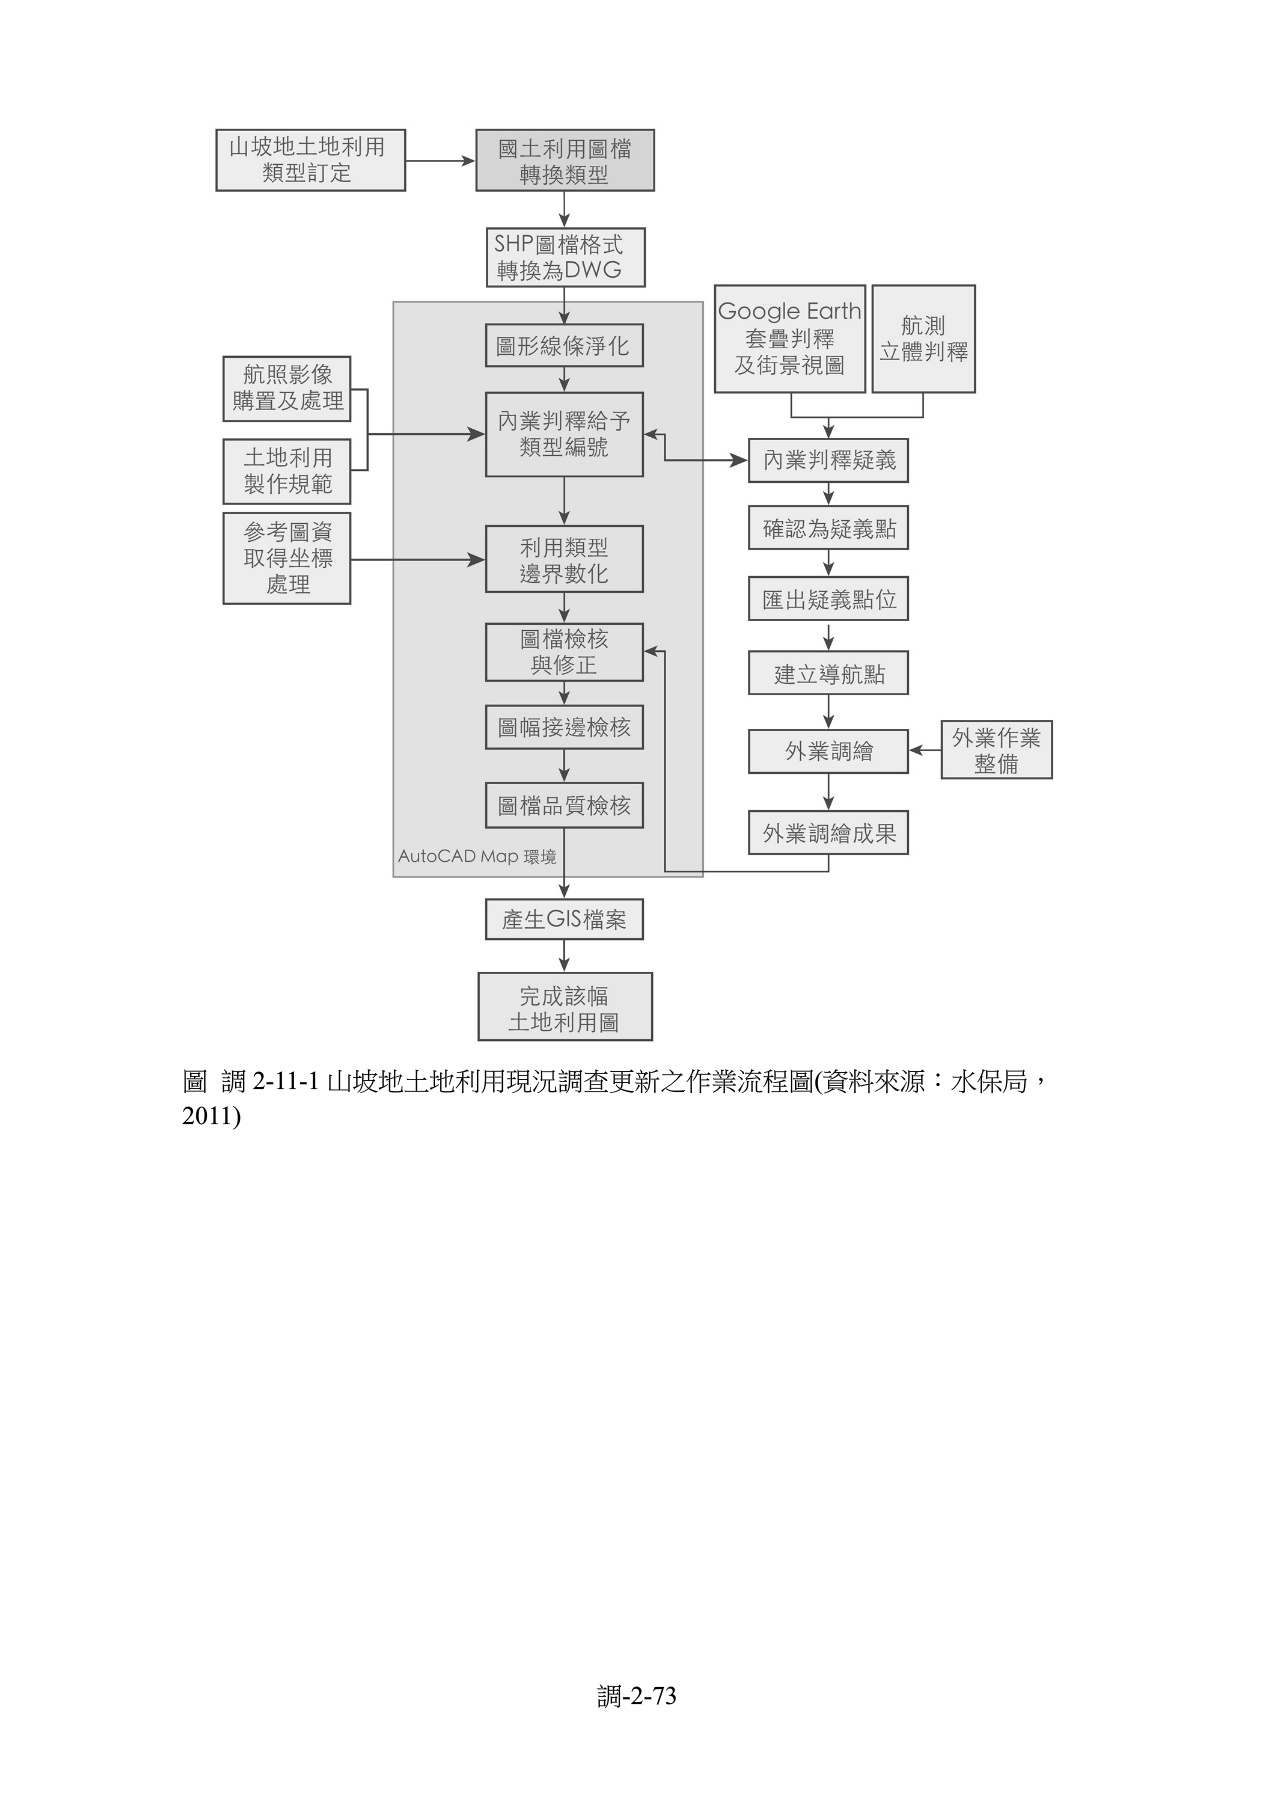 山坡地土地利用
類型訂定
國土利用圖檔
轉換類型
SHP圖檔格式
轉換為DWG
圖形線條淨化
航照影像
購置及處理
土地利用
製作規範
內業判釋給予
類型編號
參考圖資
取得坐標
處理
利用類型
邊界數化
圖檔檢核
與修正
圖幅接邊檢核
圖檔品質檢核
AutoCAD Map 環境
產生GIS檔案
完成該幅
土地利用圖
Google Earth
套疊判釋
及街景視圖
航測
立體判釋
內業判釋疑義
確認為疑義點
匯出疑義點位
建立導航點
外業調繪
外業作業
整備
外業調繪成果
圖 調 2-11-1 山坡地土地利用現況調查更新之作業流程圖(資料來源：水保局，
2011)
調-2-73